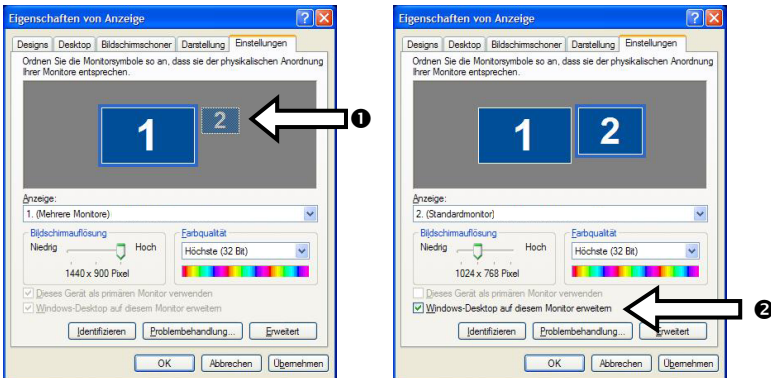 Eigenschaften von Anzeige
Designs Desktop Bildschirmschoner Darstellung Einstellungen
Ordnen Sie die Monitorsymbole so an, dass sie der physikalischen Anordnung
Ihrer Monitore entsprechen.
1 2
❶
Anzeige:
1. (Mehrere Monitore)
Bildschirmauflösung
Niedrig Hoch
1440 x 900 Pixel
Farbqualität
Höchste (32 Bit)
Dieses Gerät als primären Monitor verwenden
Windows-Desktop auf diesem Monitor erweitern
Identifizieren Problembehandlung... Erweitert
OK Abbrechen Übernehmen
Eigenschaften von Anzeige
Designs Desktop Bildschirmschoner Darstellung Einstellungen
Ordnen Sie die Monitorsymbole so an, dass sie der physikalischen Anordnung
Ihrer Monitore entsprechen.
1 2
Anzeige:
2. (Standardmonitor)
Bildschirmauflösung
Niedrig Hoch
1024 x 768 Pixel
Farbqualität
Höchste (32 Bit)
Dieses Gerät als primären Monitor verwenden
Windows-Desktop auf diesem Monitor erweitern
❷
Identifizieren Problembehandlung... Erweitert
OK Abbrechen Übernehmen